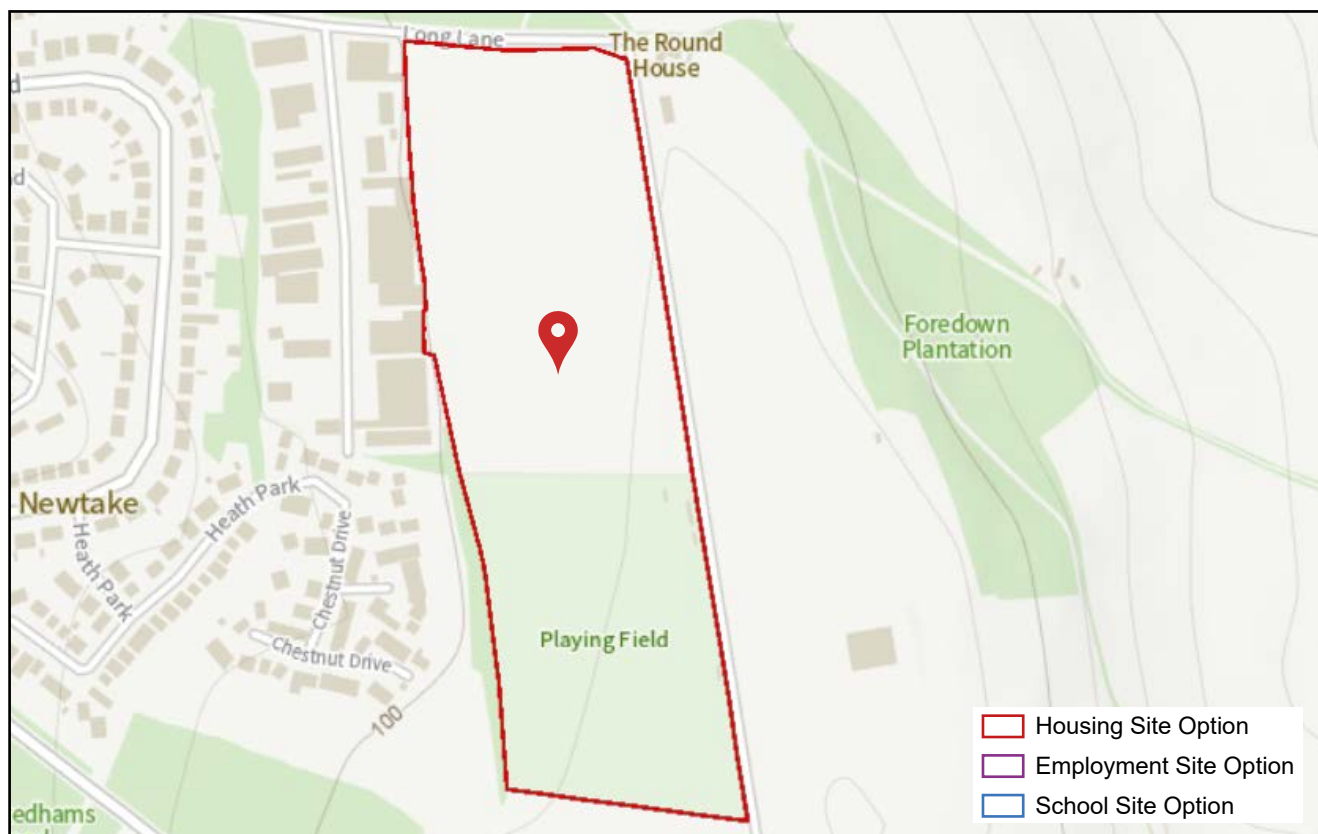 Long Lane
The Round
House
d
nd
Foredown
Plantation
Newtake
Heath Park
Heath Park
Chestnut Drive
Chestnut Drive
Playing Field
100
edhams
Housing Site Option
Employment Site Option
School Site Option